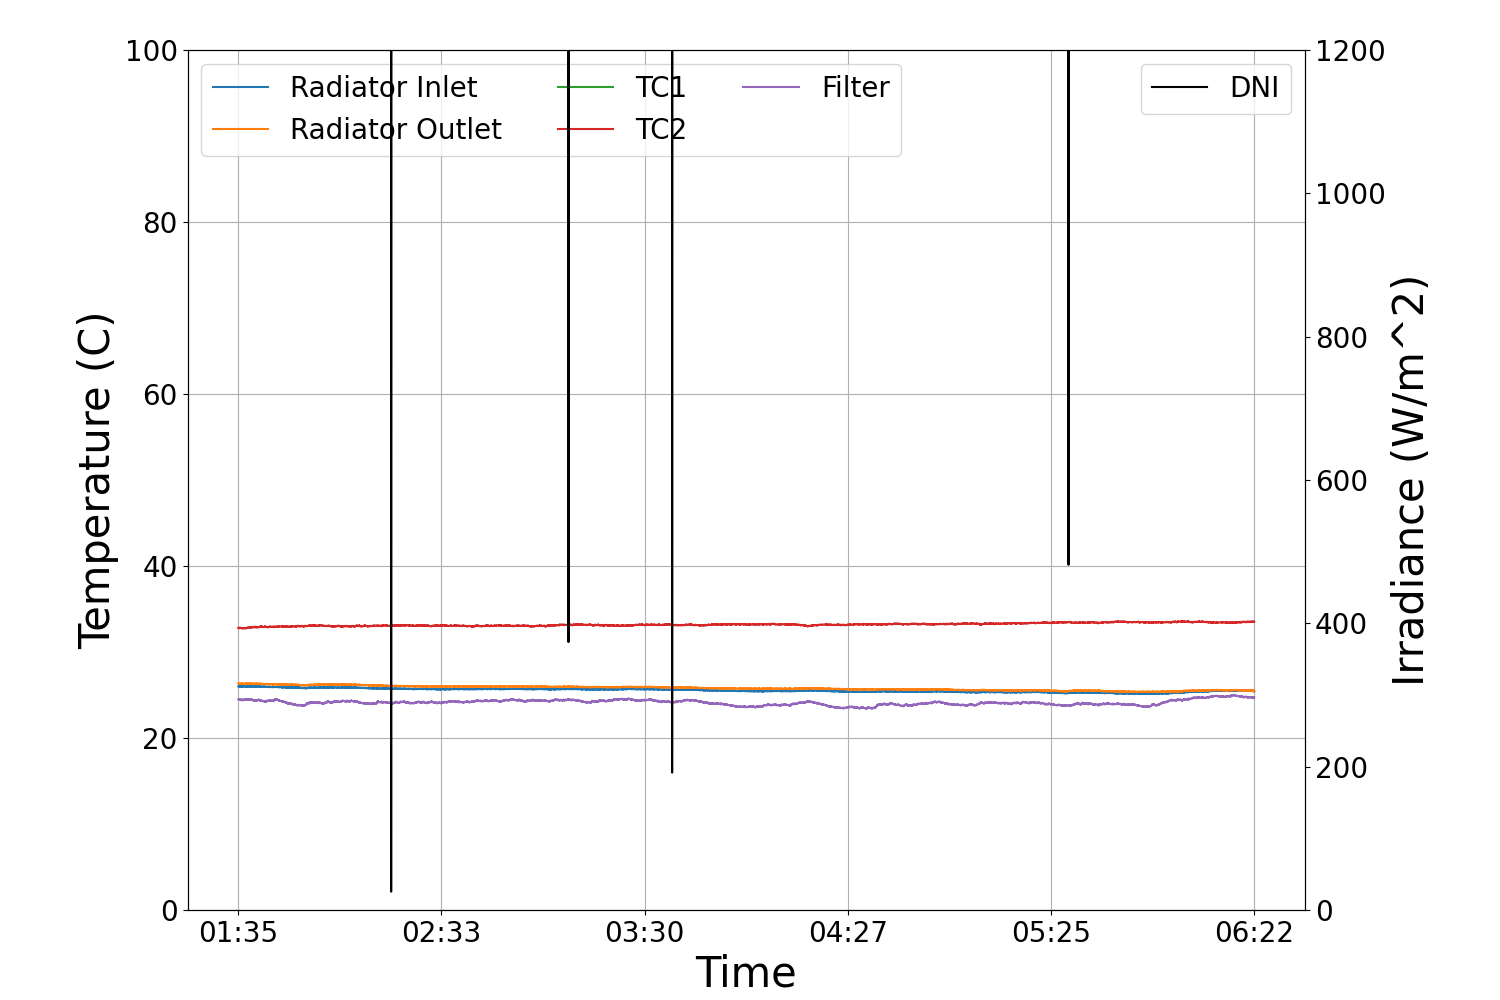 100
80
60
40
20
0
Temperature (C)
Radiator Inlet
Radiator Outlet
TC1
TC2
Filter
DNI
1200
1000
800
600
400
200
0
Irradiance (W/m^2)
01:35 02:33 03:30 04:27 05:25 06:22
Time